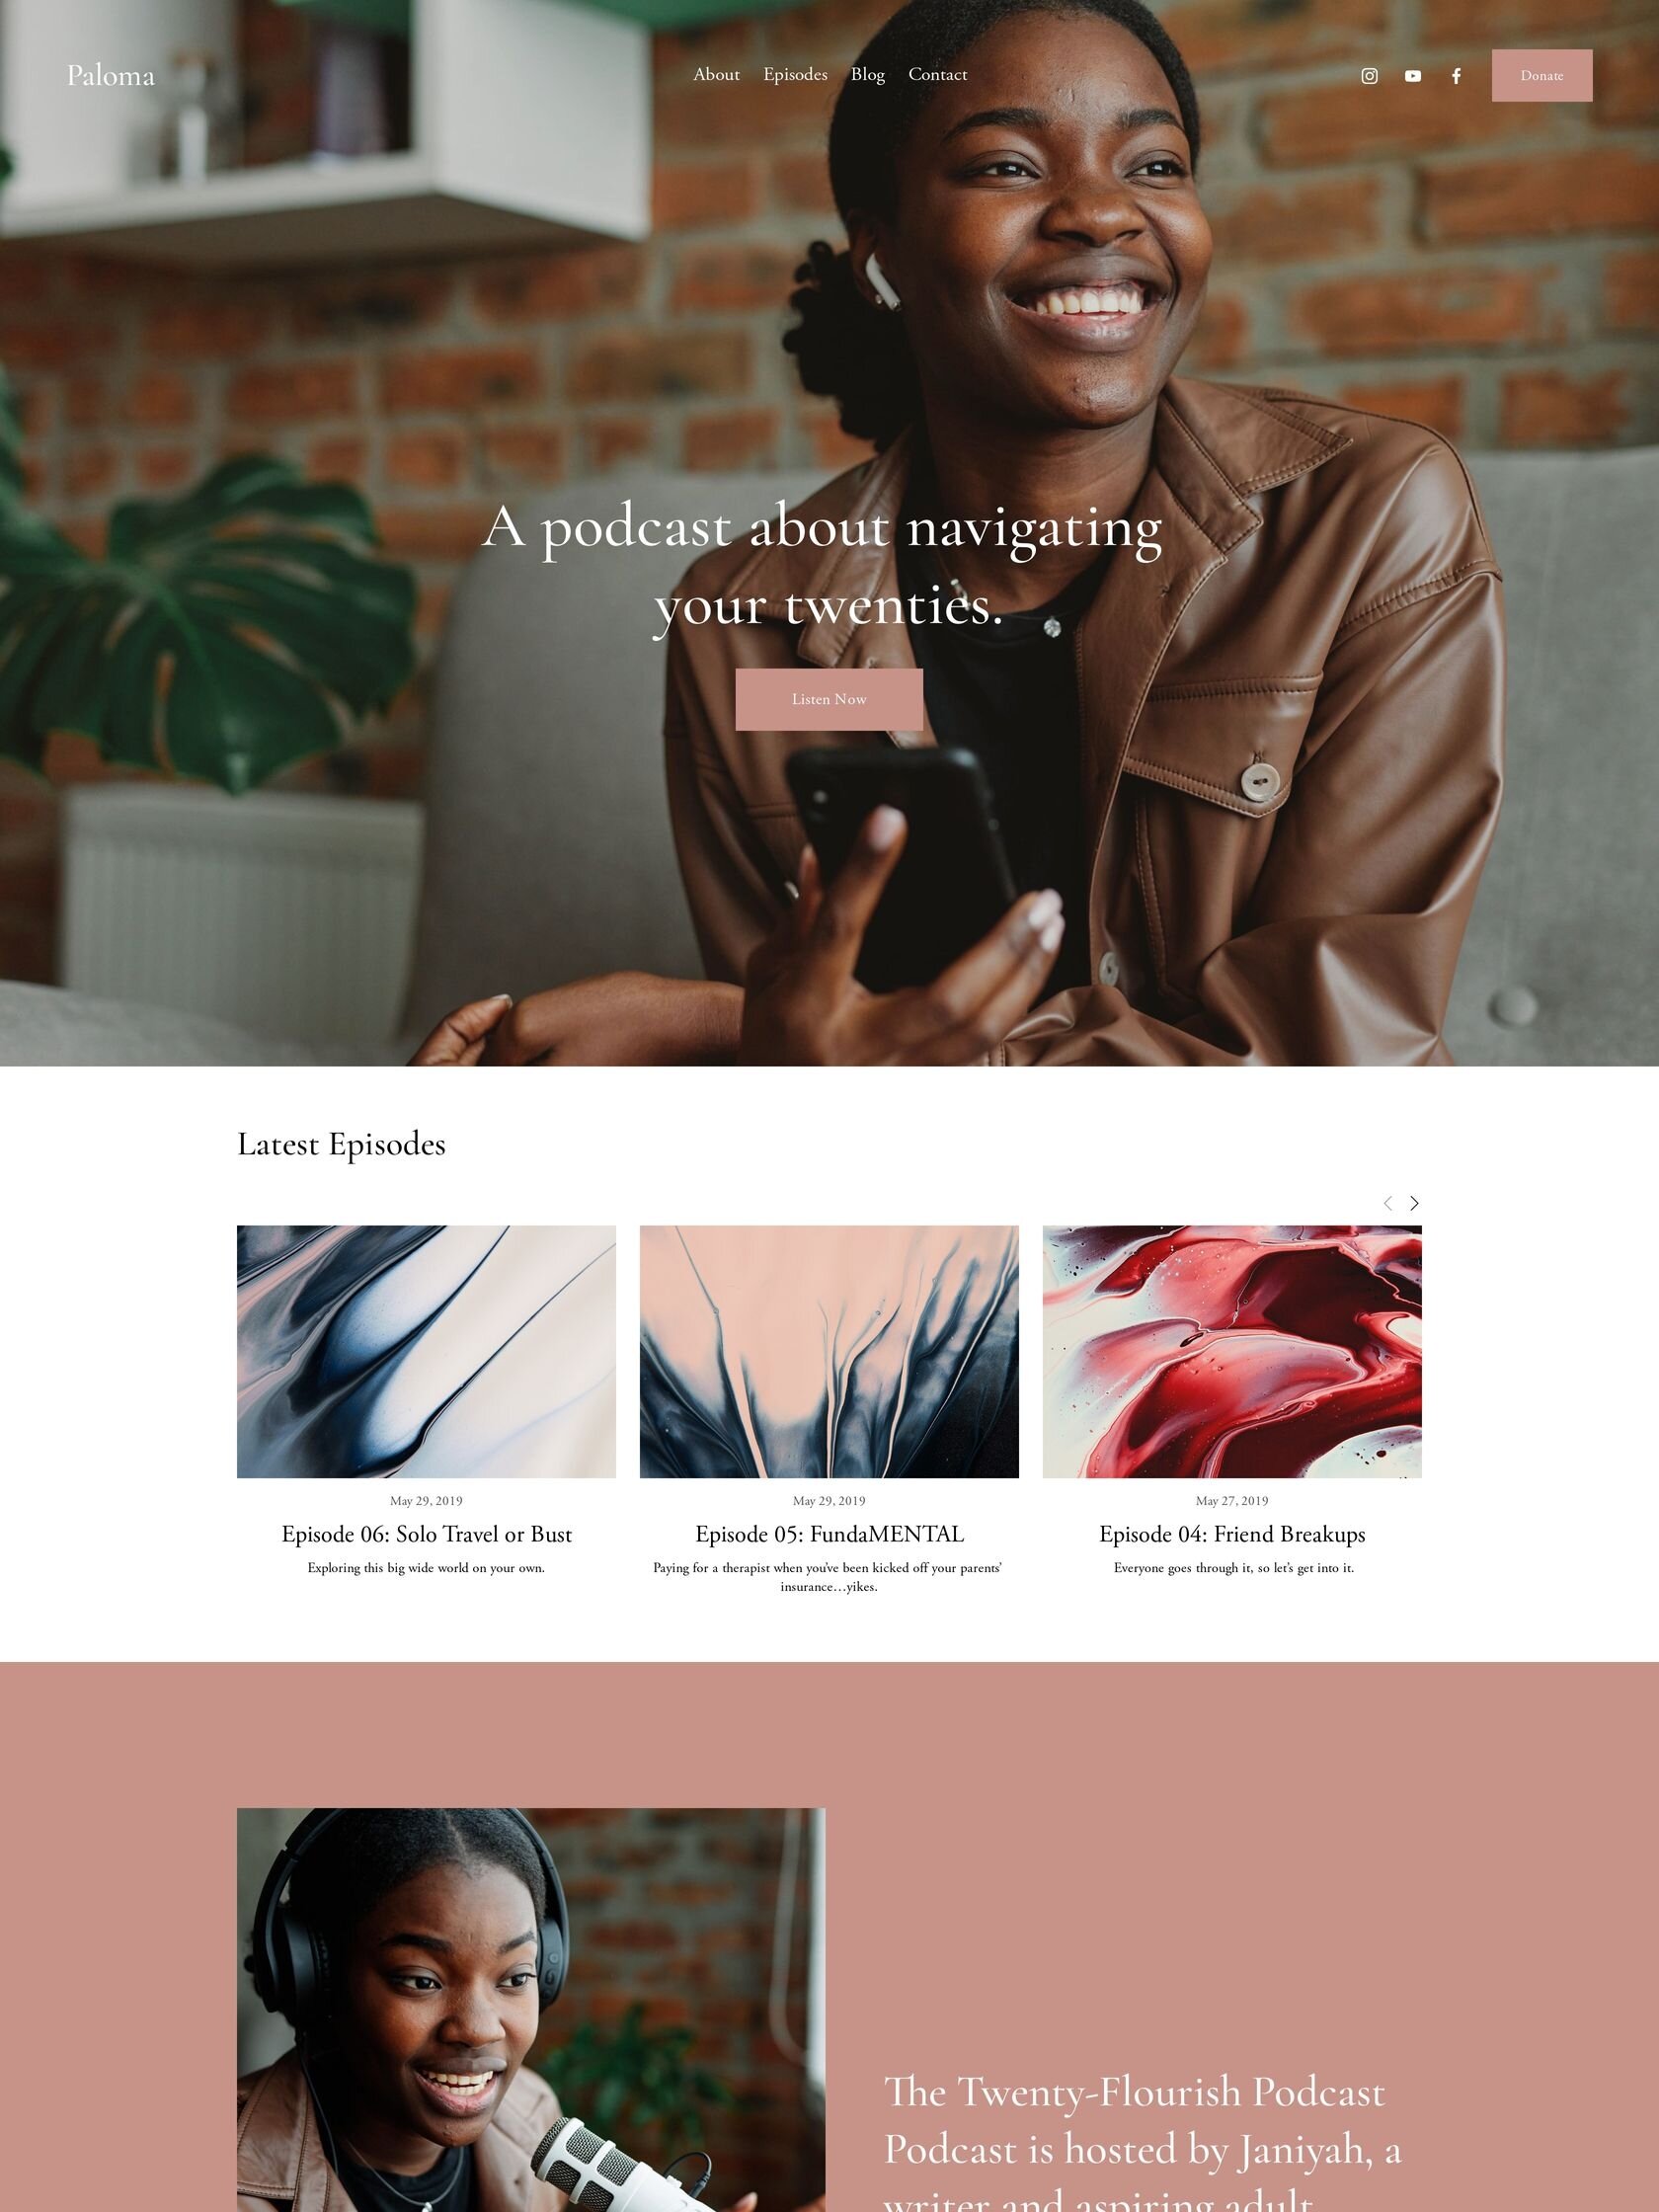 Paloma
About Episodes Blog Contact
Donate
A podcast about navigating
your twenties.
Listen Now
Latest Episodes
May 29, 2019
Episode 06: Solo Travel or Bust
Exploring this big wide world on your own.
May 29, 2019
Episode 05: FundaMENTAL
Paying for a therapist when you've been kicked off your parents'
insurance…yikes.
May 27, 2019
Episode 04: Friend Breakups
Everyone goes through it, so let's get into it.
The Twenty-Flourish Podcast
Podcast is hosted by Janiyah, a
writer and aspiring adult